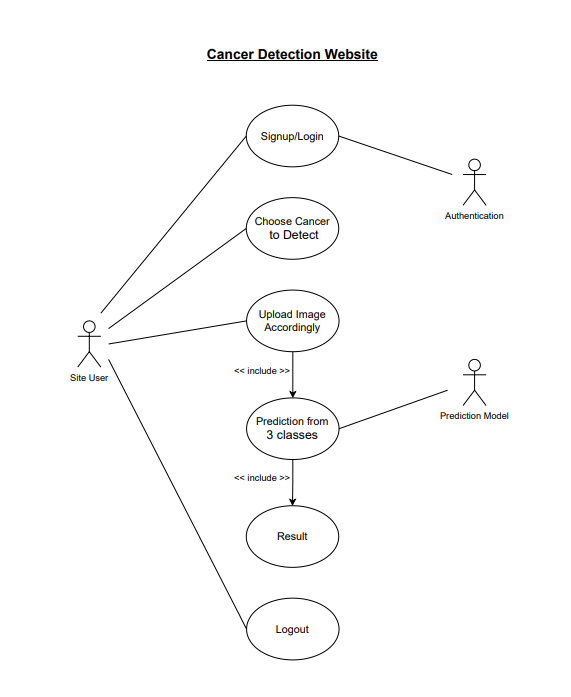 Cancer Detection Website
Signup/Login
Authentication
Choose Cancer
to Detect
Upload Image
Accordingly
Site User
<< include >>
Prediction Model
Prediction from
3 classes
<< include >>
Result
Logout